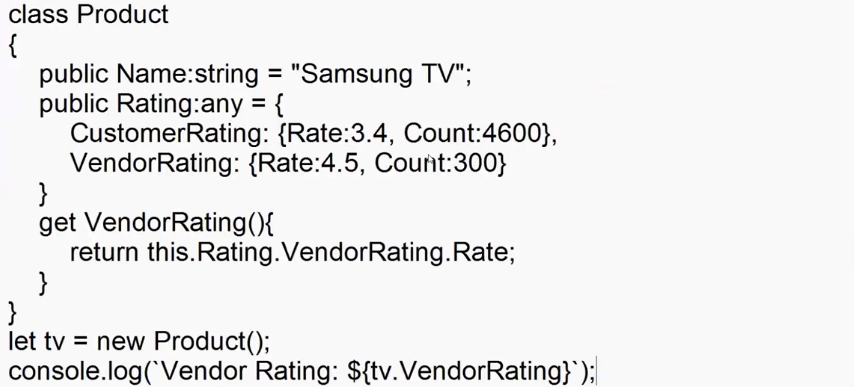 class Product
{
public Name:string = "Samsung TV";
public Rating:any = {
CustomerRating: {Rate:3.4, Count:4600},
VendorRating: {Rate:4.5, Count:300}
}
get VendorRating(){
return this.Rating.VendorRating.Rate;
}
}
let tv = new Product();
console.log(`Vendor Rating: ${tv.VendorRating}`);